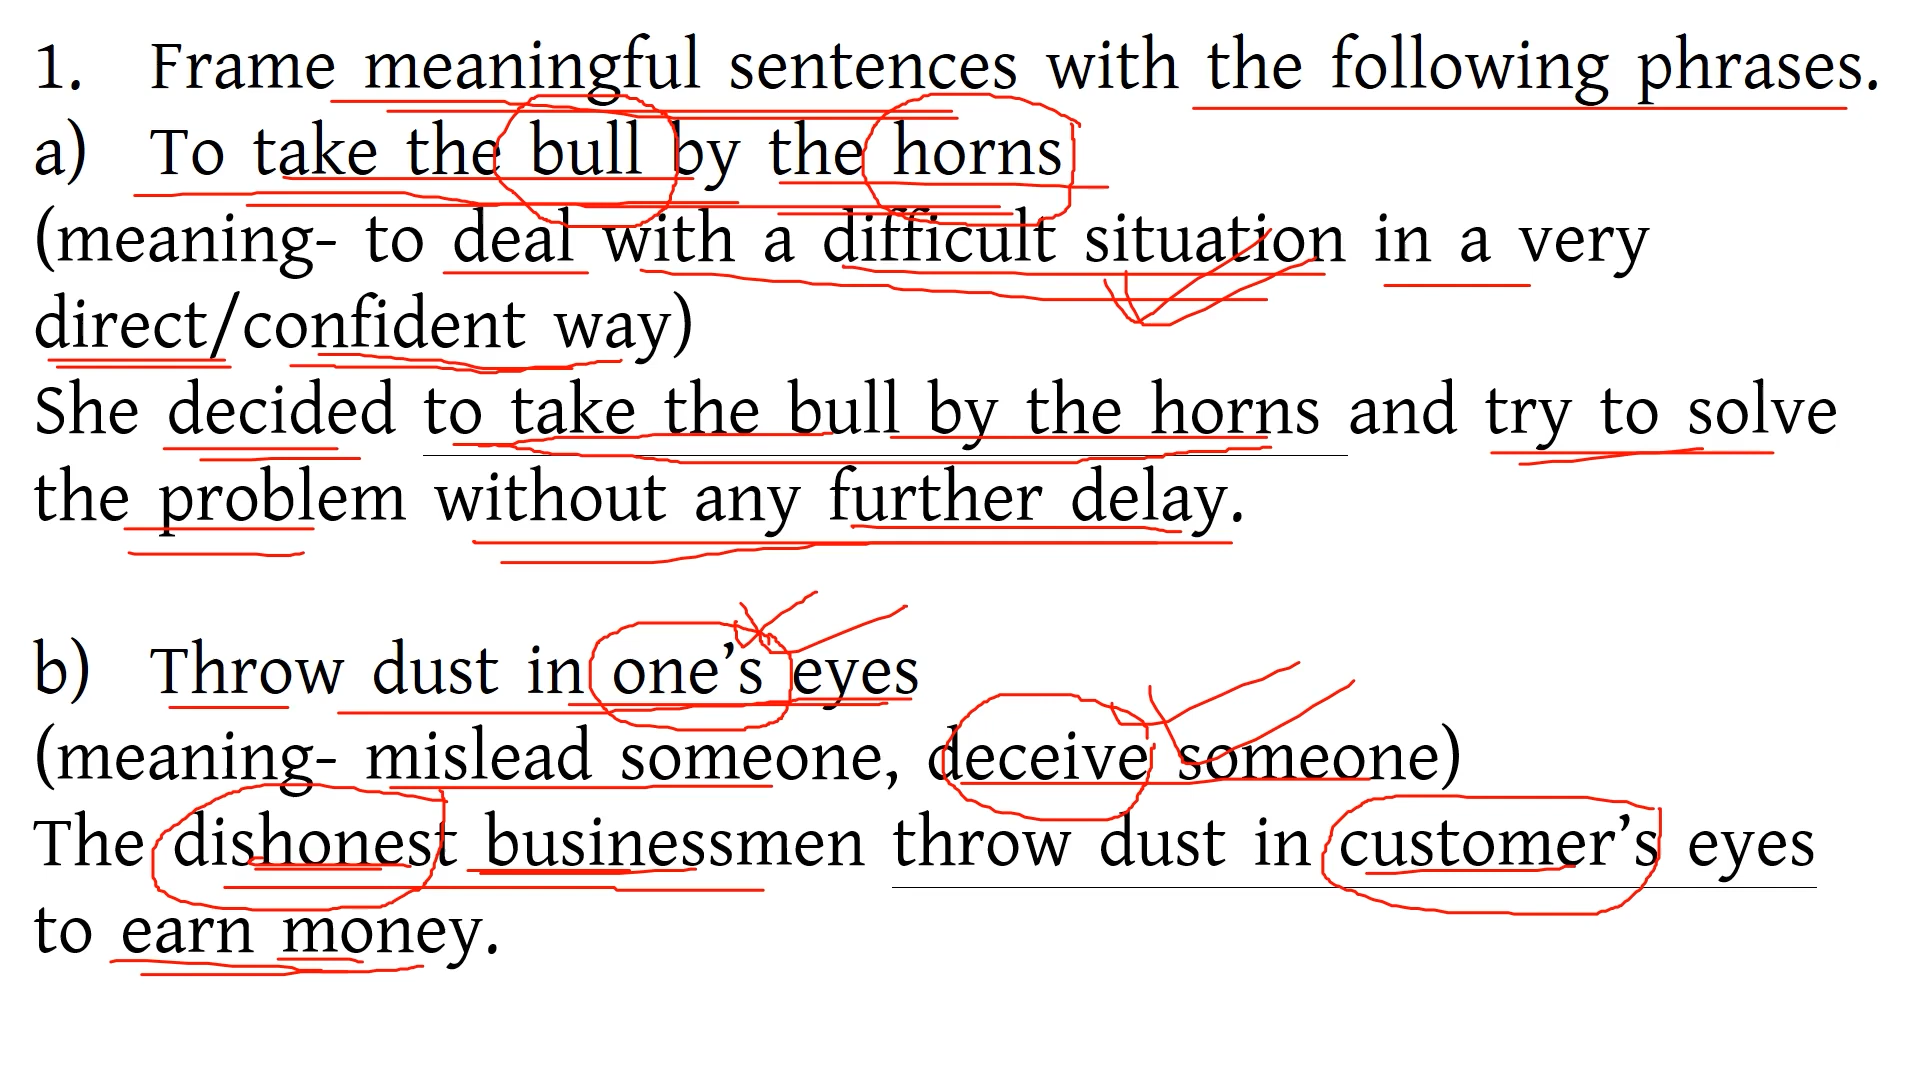 1. Frame meaningful sentences with the following phrases.
a) To take the bull by the horns
(meaning- to deal with a difficult situation in a very
direct/confident way)
She decided to take the bull by the horns and try to solve
the problem without any further delay.
b) Throw dust in one’s eyes
(meaning- mislead someone, deceive someone)
The dishonest businessmen throw dust in customer’s eyes
to earn money.